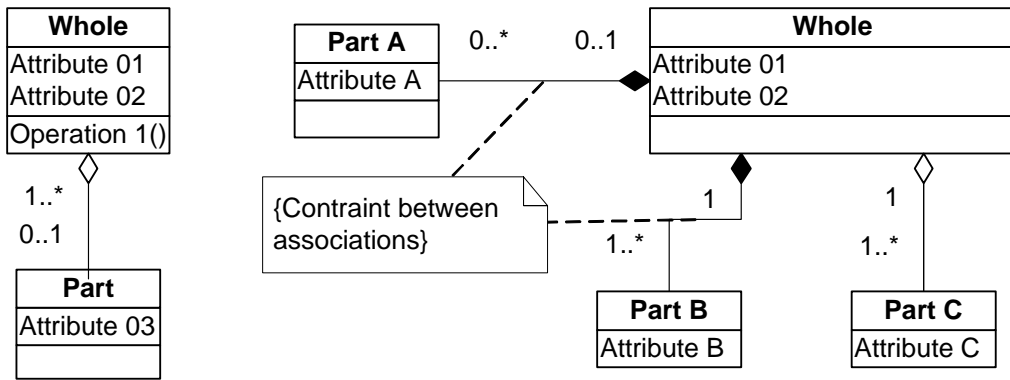 Whole
Attribute 01
Attribute 02
Operation 1()
1..*
0..1
Part
Attribute 03
Part A
Attribute A
0..*
0..1
Whole
Attribute 01
Attribute 02
{Contraint between
associations}
1
1..*
Part B
Attribute B
1
1..*
Part C
Attribute C